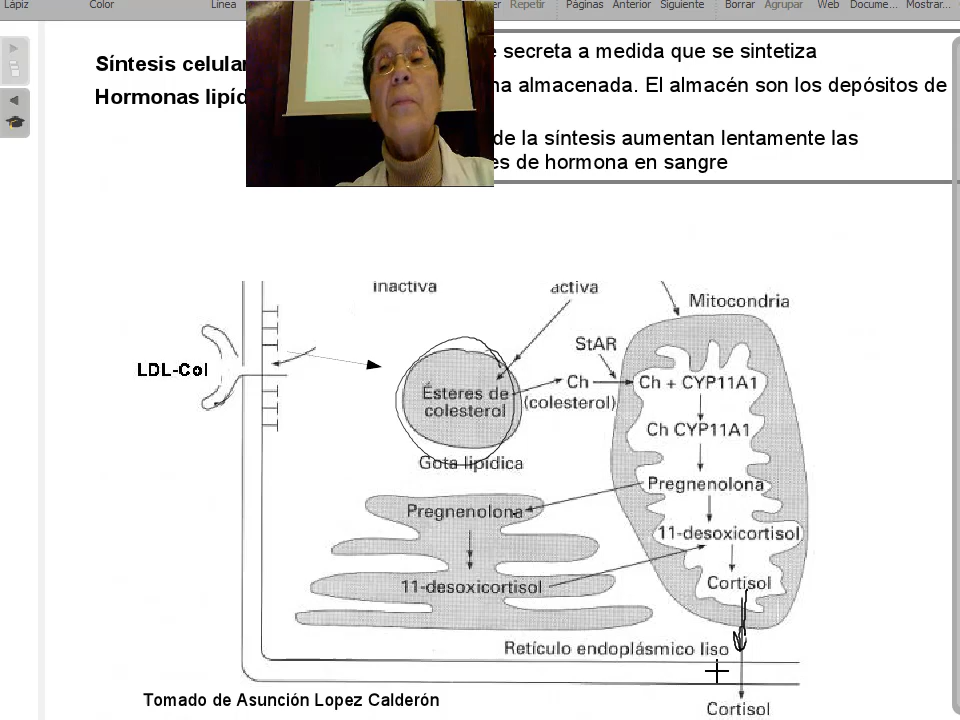 Lápiz Color Línea Repetir Páginas Anterior Siguiente Borrar Agrupar Web Docume... Mostrar...
secreta a medida que se sintetiza
Síntesis celular
almacenada. El almacén son los depósitos de
Hormonas lipíd
de la síntesis aumentan lentamente las
de hormona en sangre
inactiva activa
Mitocondria
StAR
LDL-Col
Ch Ch + CYP11A1
Ésteres de
colesterol
(colesterol)
Ch CYP11A1
Gota lipídica
Pregnenolona
Pregnenolona
11-desoxicortisol
11-desoxicortisol
Cortisol
Retículo endoplásmico liso
Tomado de Asunción Lopez Calderón
Cortisol